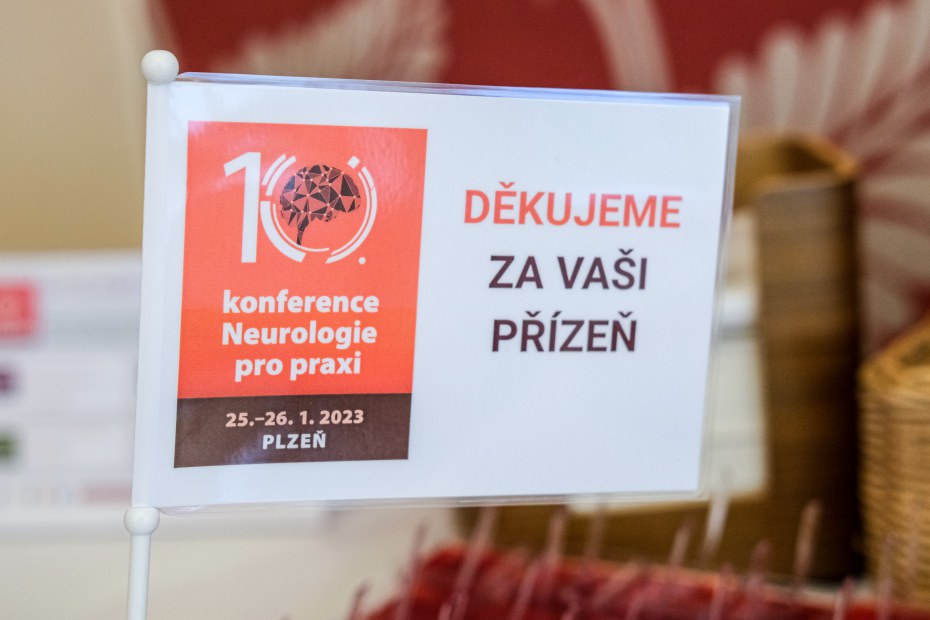 10.
konference
Neurologie
pro praxi
25.–26. 1. 2023
PLZEŇ
DĚKUJEME
ZA VAŠI
PŘÍZEŇ